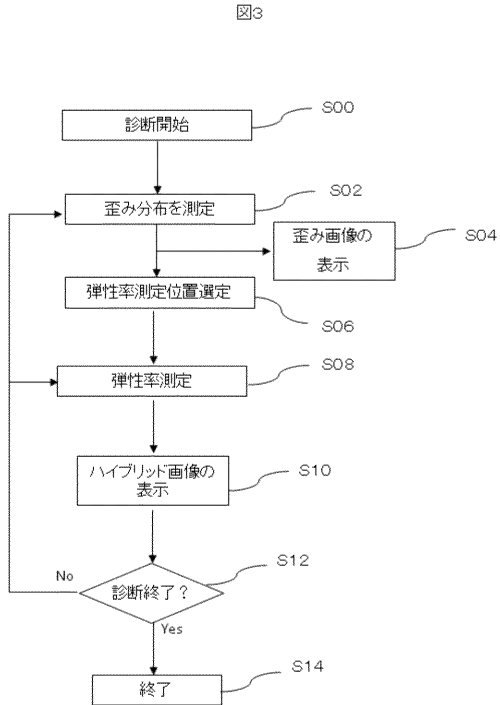 図3
診断開始
S00
歪み分布を測定
S02
歪み画像の
表示
S04
弾性率測定位置選定
S06
弾性率測定
S08
ハイブリッド画像の
表示
S10
診断終了？
S12
No
Yes
終了
S14